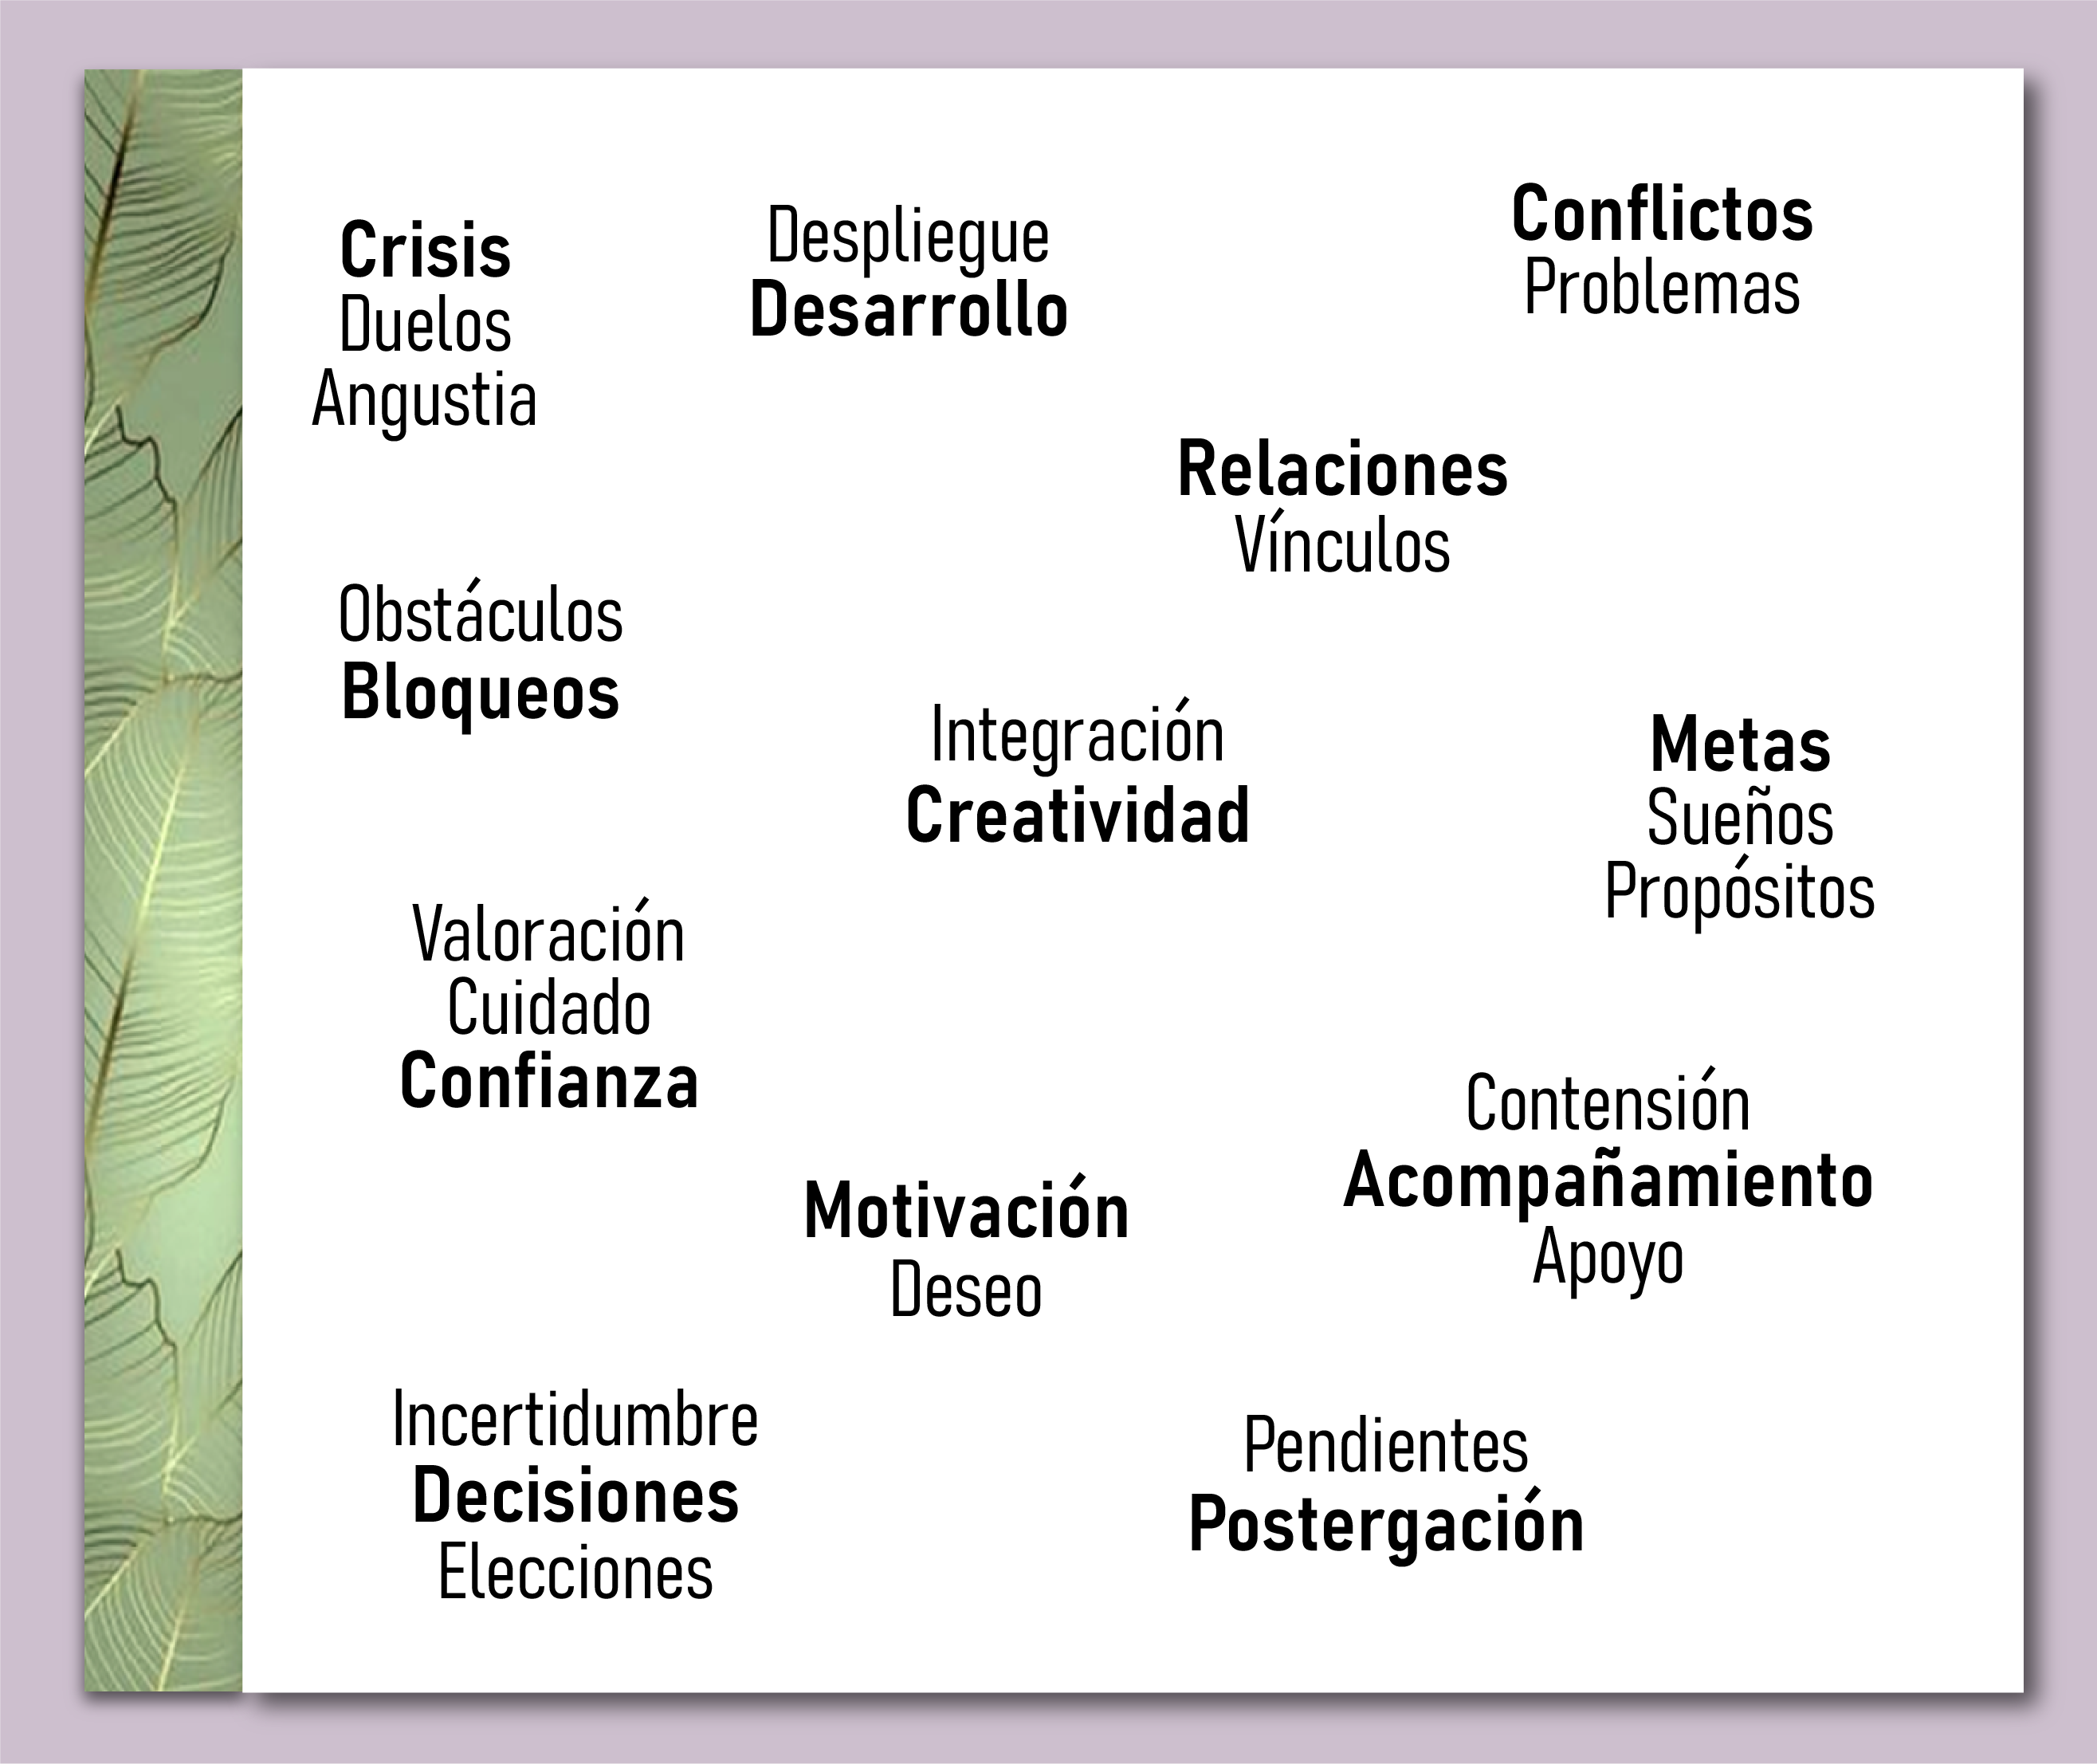 Crisis
Duelos
Angustia
Despliegue
Desarrollo
Conflictos
Problemas
Relaciones
Vínculos
Obstáculos
Bloqueos
Integración
Creatividad
Metas
Sueños
Propósitos
Valoración
Cuidado
Confianza
Contensión
Acompañamiento
Apoyo
Motivación
Deseo
Incertidumbre
Decisiones
Elecciones
Pendientes
Postergación